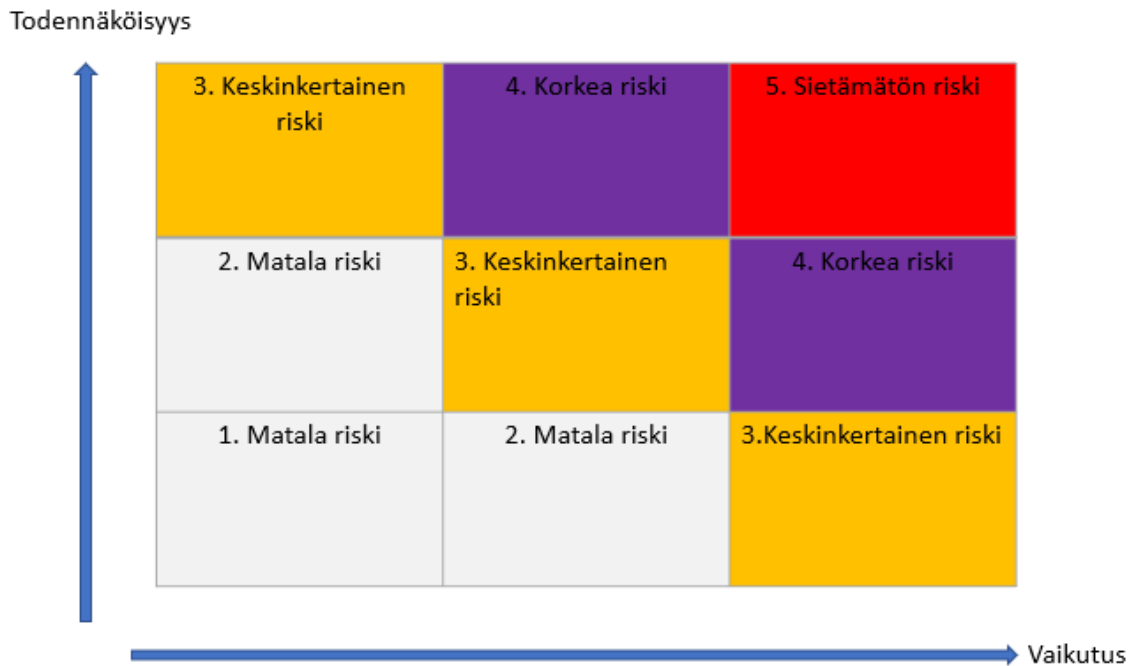 Todennäköisyys
3. Keskinkertainen
riski
4. Korkea riski
5. Sietämätön riski
2. Matala riski
3. Keskinkertainen
riski
4. Korkea riski
1. Matala riski
2. Matala riski
3.Keskinkertainen riski
Vaikutus